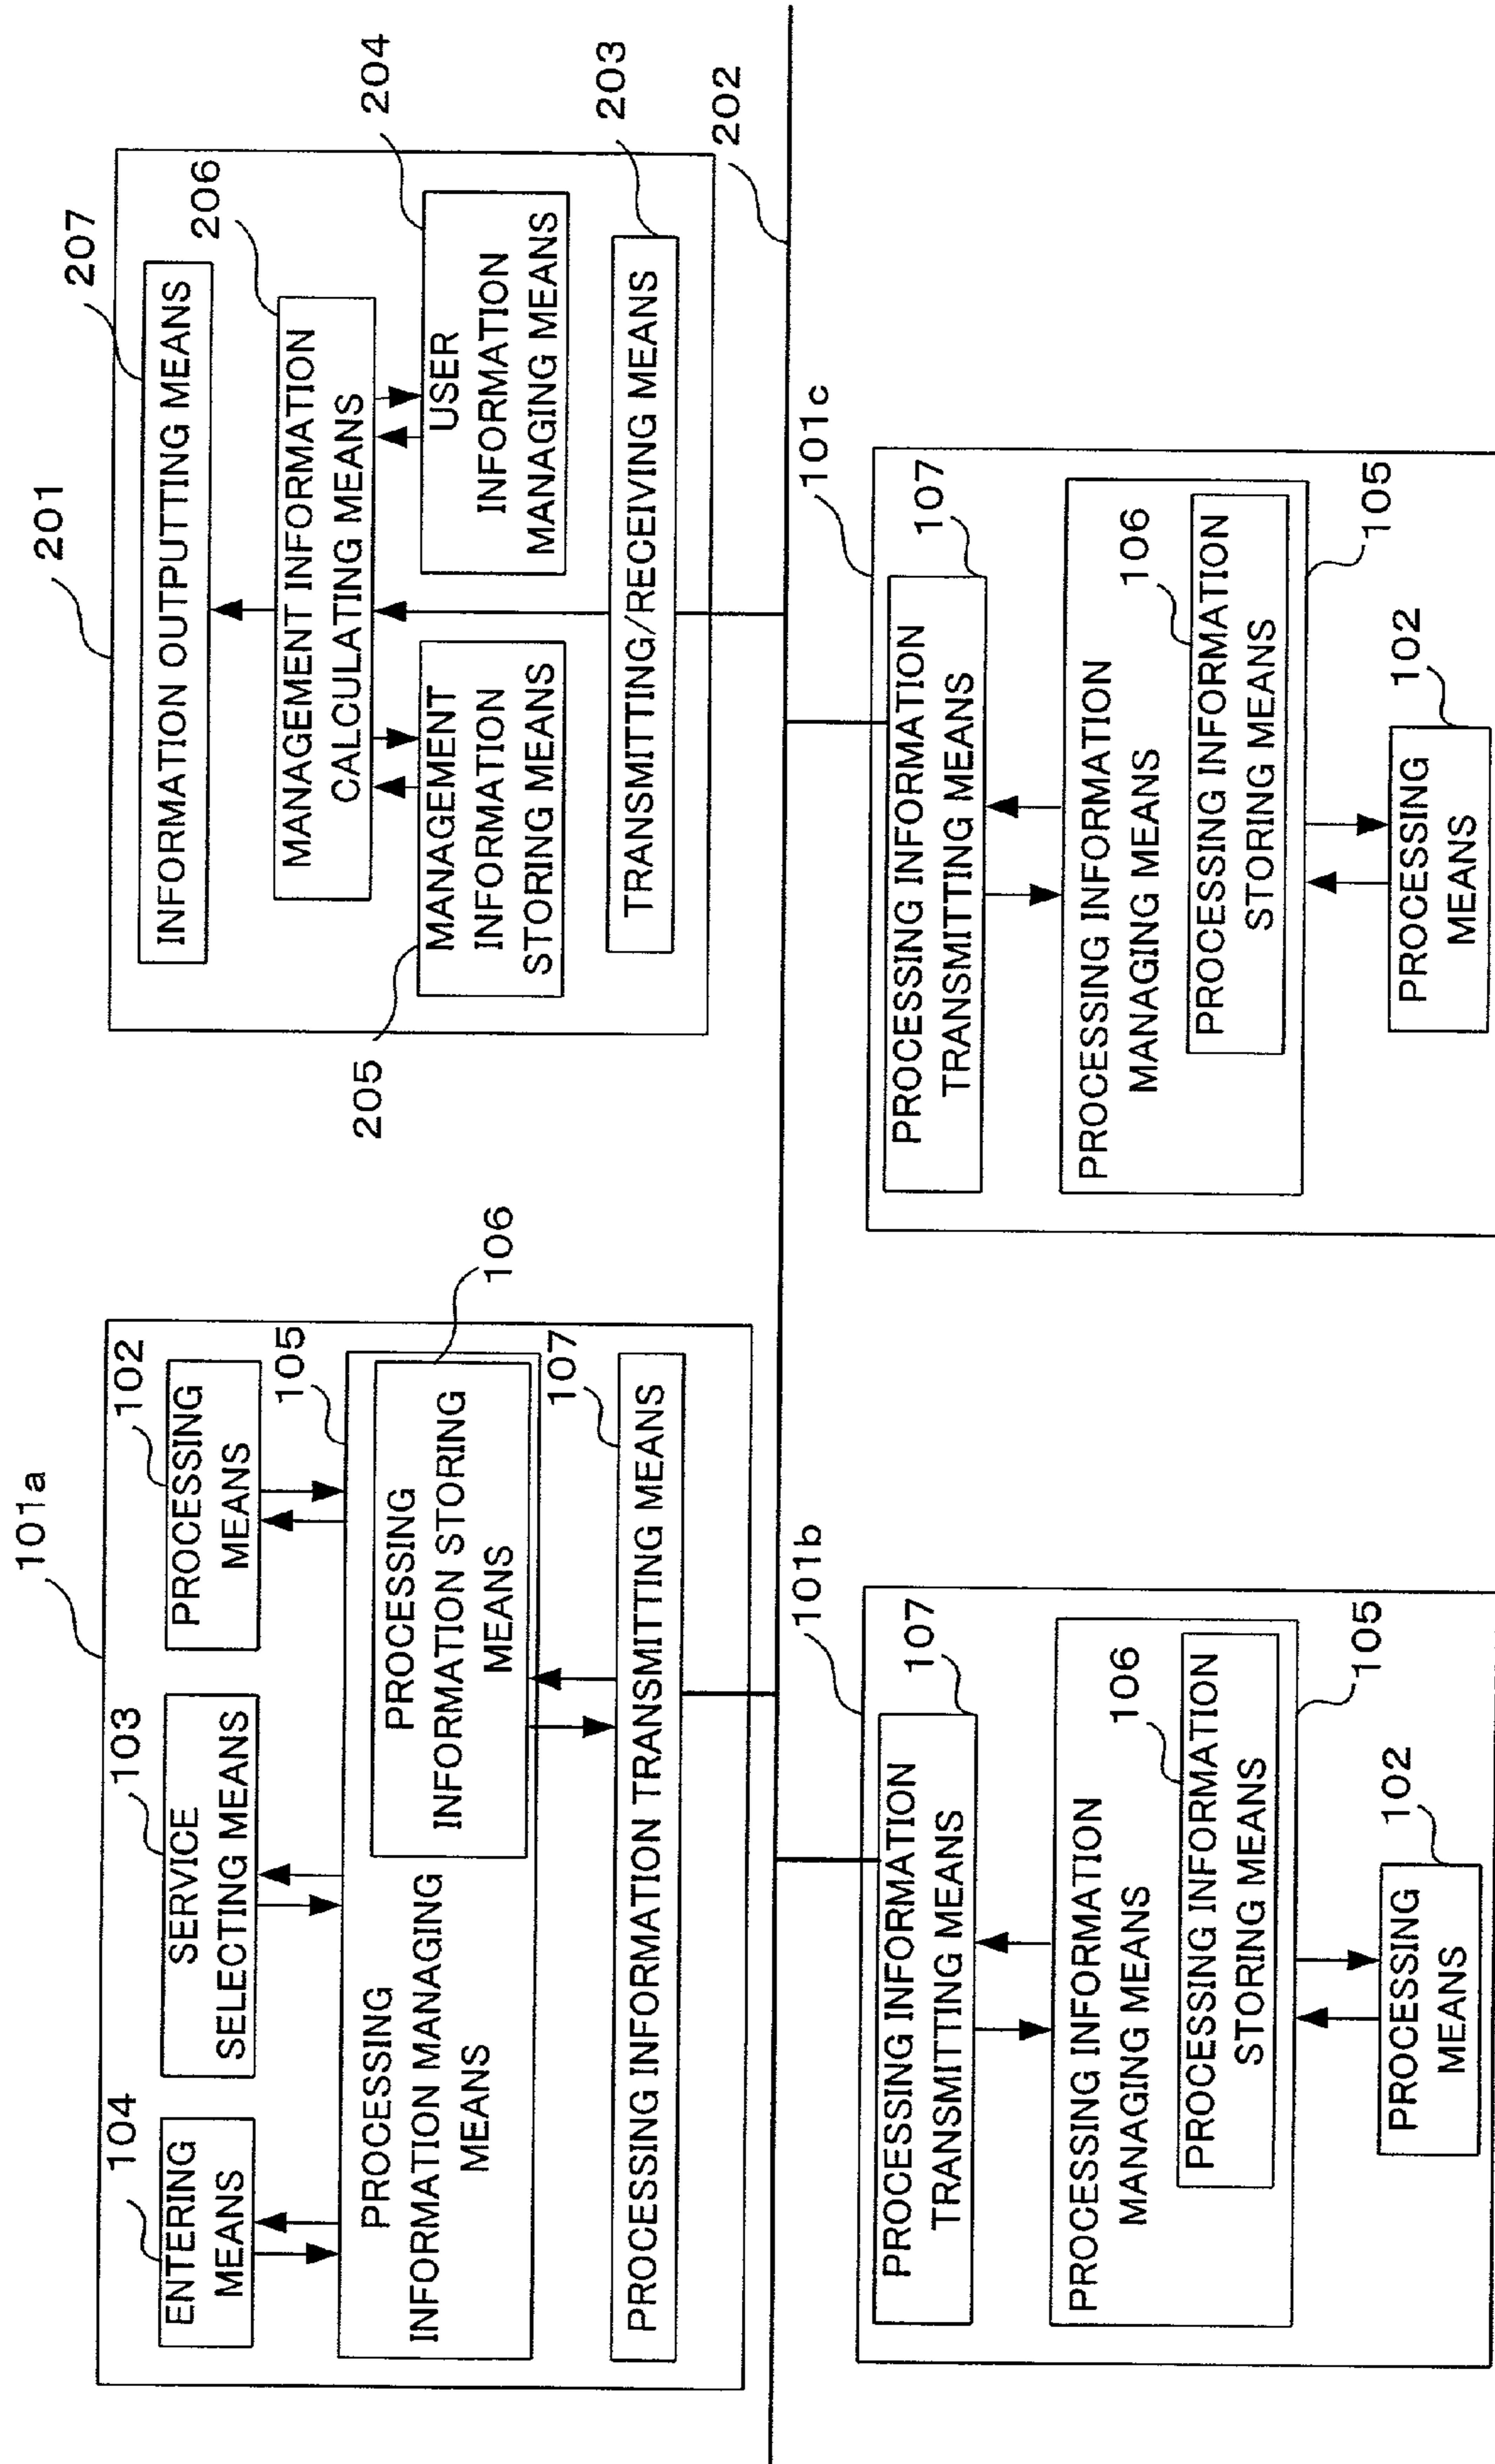 101a
104
ENTERING
MEANS
103
SERVICE
SELECTING MEANS
102
PROCESSING
MEANS
105
PROCESSING
INFORMATION MANAGING
MEANS
106
PROCESSING
INFORMATION STORING
MEANS
107
PROCESSING INFORMATION TRANSMITTING MEANS
201
207
INFORMATION OUTPUTTING MEANS
206
MANAGEMENT INFORMATION
CALCULATING MEANS
205
MANAGEMENT
INFORMATION
STORING MEANS
204
USER
INFORMATION
MANAGING MEANS
203
TRANSMITTING/RECEIVING MEANS
202
101b
107
PROCESSING INFORMATION
TRANSMITTING MEANS
PROCESSING INFORMATION
MANAGING MEANS
106
PROCESSING INFORMATION
STORING MEANS
105
102
PROCESSING
MEANS
101c
107
PROCESSING INFORMATION
TRANSMITTING MEANS
PROCESSING INFORMATION
MANAGING MEANS
106
PROCESSING INFORMATION
STORING MEANS
105
102
PROCESSING
MEANS